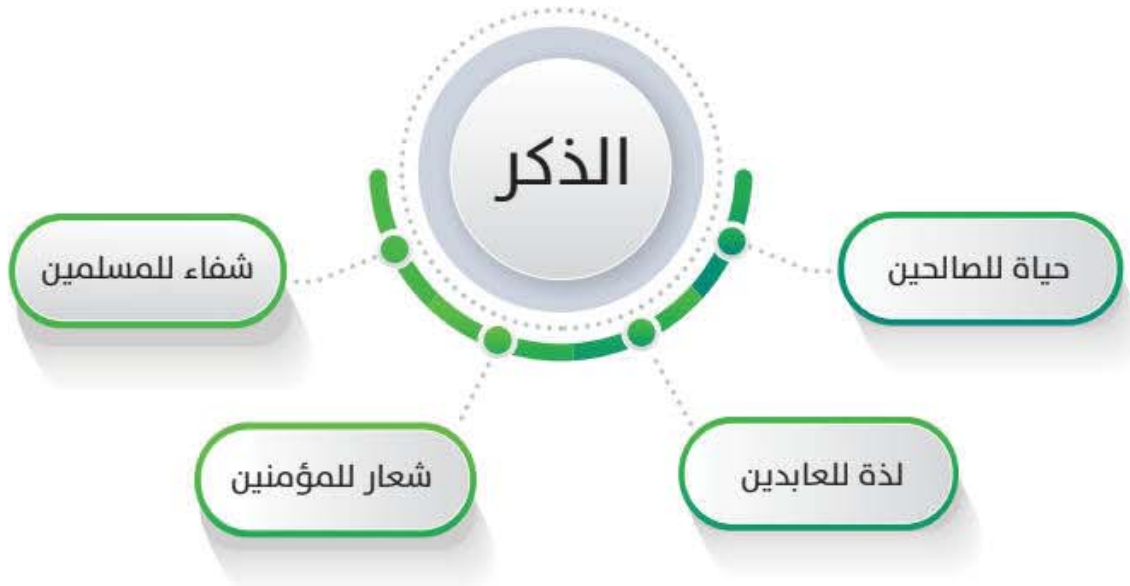 الذكر
حياة للصالحين
لذة للعابدين
شعار للمؤمنين
شفاء للمسلمين